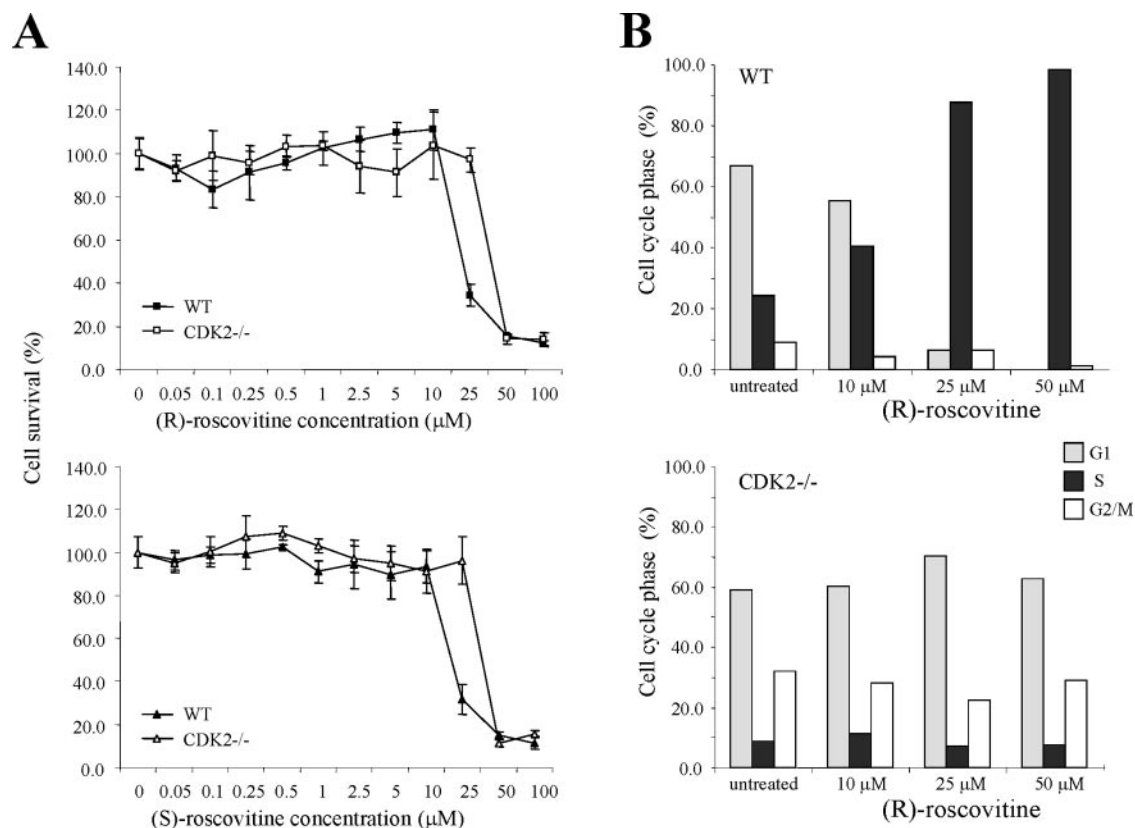 A
140.0
120.0
100.0
80.0
60.0
40.0
20.0
0.0
WT
CDK2-/-
0 0.05 0.1 0.25 0.5 1 2.5 5 10 25 50 100
(R)-roscovitine concentration (μM)
Cell survival (%)
140.0
120.0
100.0
80.0
60.0
40.0
20.0
0.0
WT
CDK2-/-
0 0.05 0.1 0.25 0.5 1 2.5 5 10 25 50 100
(S)-roscovitine concentration (μM)
B
WT
Cell cycle phase (%)
100.0
80.0
60.0
40.0
20.0
0.0
untreated 10 μM 25 μM 50 μM
(R)-roscovitine
G1
S
G2/M
CDK2-/-
Cell cycle phase (%)
100.0
80.0
60.0
40.0
20.0
0.0
untreated 10 μM 25 μM 50 μM
(R)-roscovitine